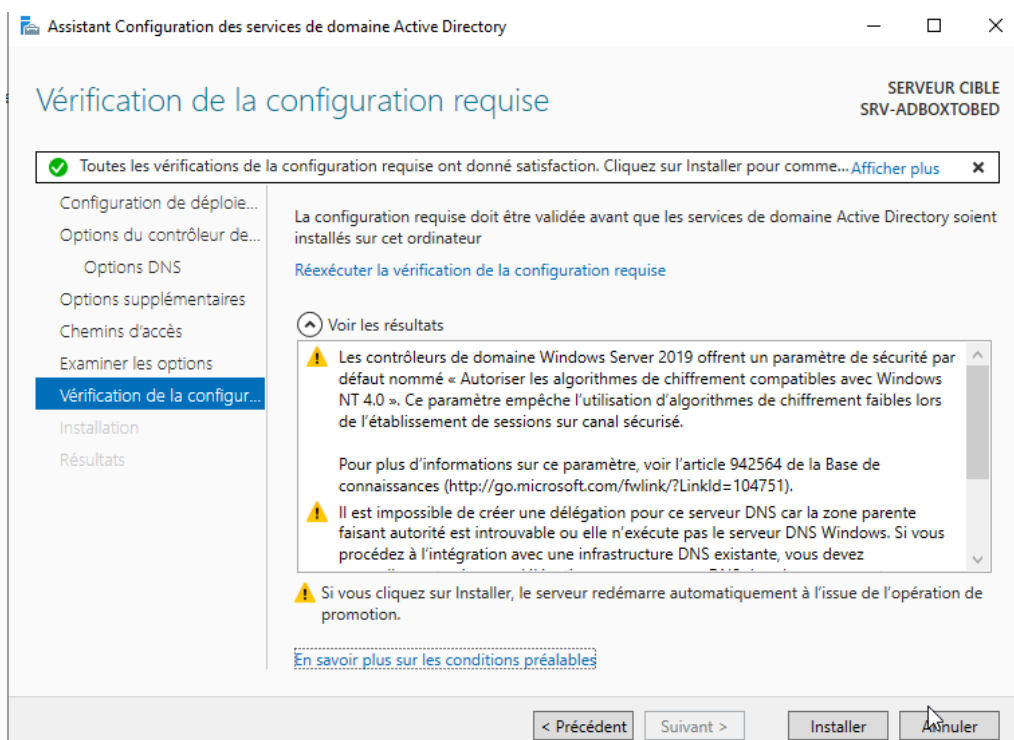 Assistant Configuration des services de domaine Active Directory
Vérification de la configuration requise
SERVEUR CIBLE
SRV-ADBOXTOBED
Toutes les vérifications de la configuration requise ont donné satisfaction. Cliquez sur Installer pour comme... Afficher plus
Configuration de déploie...
Options du contrôleur de...
Options DNS
Options supplémentaires
Chemins d'accès
Examiner les options
Vérification de la configur...
Installation
Résultats
La configuration requise doit être validée avant que les services de domaine Active Directory soient
installés sur cet ordinateur
Réexécuter la vérification de la configuration requise
Voir les résultats
Les contrôleurs de domaine Windows Server 2019 offrent un paramètre de sécurité par
défaut nommé « Autoriser les algorithmes de chiffrement compatibles avec Windows
NT 4.0 ». Ce paramètre empêche l'utilisation d'algorithmes de chiffrement faibles lors
de l'établissement de sessions sur canal sécurisé.
Pour plus d'informations sur ce paramètre, voir l'article 942564 de la Base de
connaissances (http://go.microsoft.com/fwlink/?LinkId=104751).
Il est impossible de créer une délégation pour ce serveur DNS car la zone parente
faisant autorité est introuvable ou elle n'exécute pas le serveur DNS Windows. Si vous
procédez à l'intégration avec une infrastructure DNS existante, vous devez
Si vous cliquez sur Installer, le serveur redémarre automatiquement à l'issue de l'opération de
promotion.
En savoir plus sur les conditions préalables
< Précédent
Suivant >
Installer
Annuler